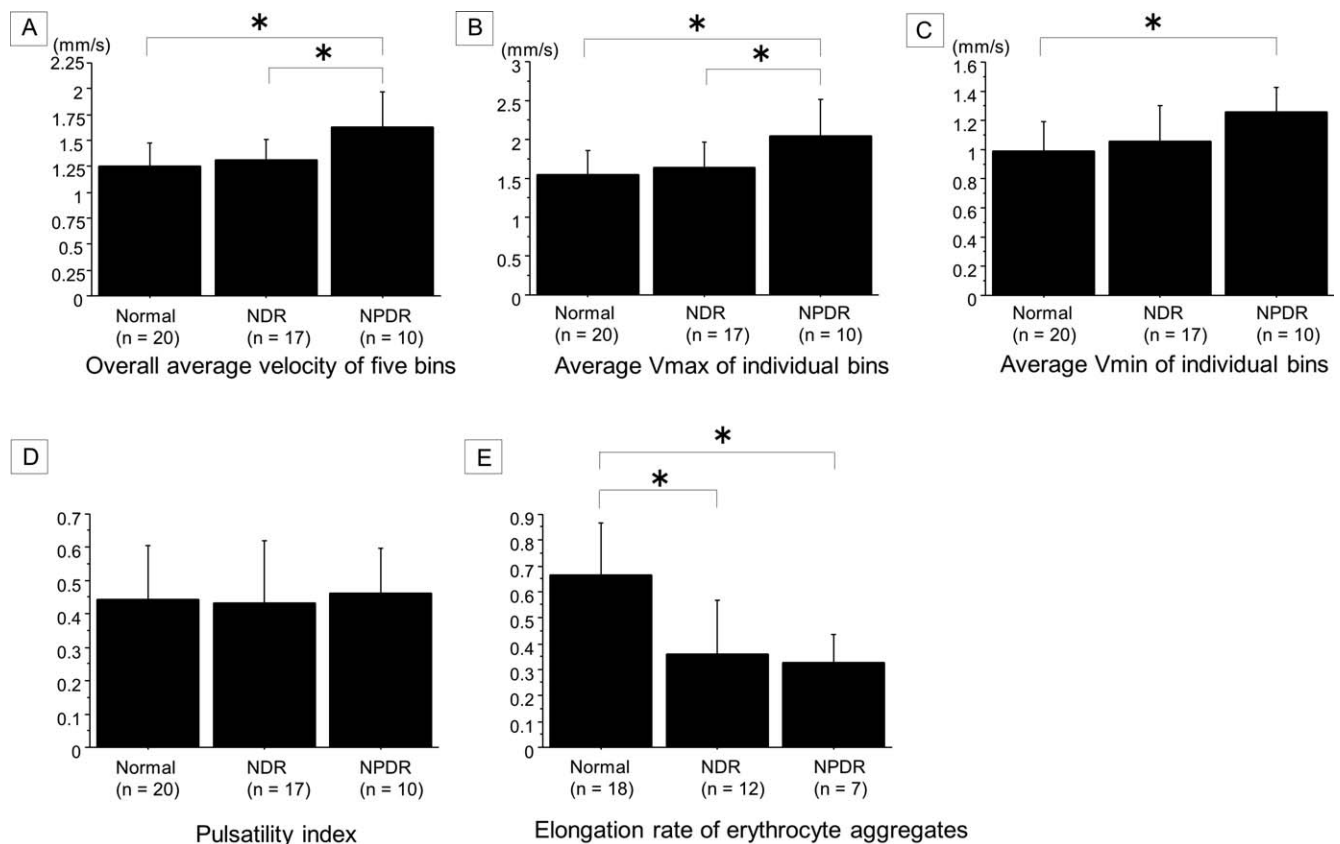 A
(mm/s)
*
*
2.25
2
1.75
1.5
1.25
1
0.75
0.5
0.25
0
Normal NDR NPDR
(n = 20) (n = 17) (n = 10)
Overall average velocity of five bins
B
(mm/s)
*
*
3
2.5
2
1.5
1
0.5
0
Normal NDR NPDR
(n = 20) (n = 17) (n = 10)
Average Vmax of individual bins
C
(mm/s)
*
1.6
1.4
1.2
1
0.8
0.6
0.4
0.2
0
Normal NDR NPDR
(n = 20) (n = 17) (n = 10)
Average Vmin of individual bins
D
0.7
0.6
0.5
0.4
0.3
0.2
0.1
0
Normal NDR NPDR
(n = 20) (n = 17) (n = 10)
Pulsatility index
E
*
*
0.9
0.8
0.7
0.6
0.5
0.4
0.3
0.2
0.1
0
Normal NDR NPDR
(n = 18) (n = 12) (n = 7)
Elongation rate of erythrocyte aggregates